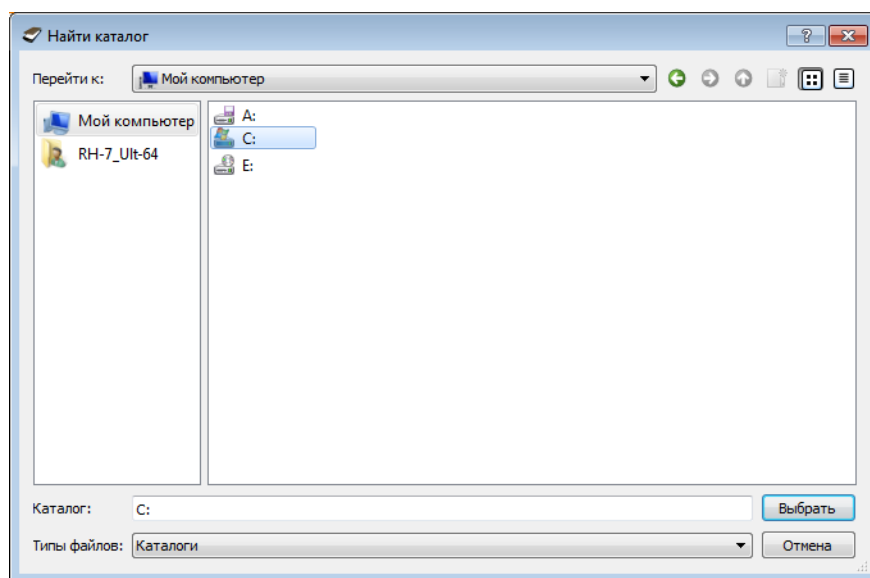 Найти каталог
Перейти к: Мой компьютер
Мой компьютер
RH-7_Ult-64
A:
C:
E:
Каталог: C: Выбрать
Типы файлов: Каталоги Отмена